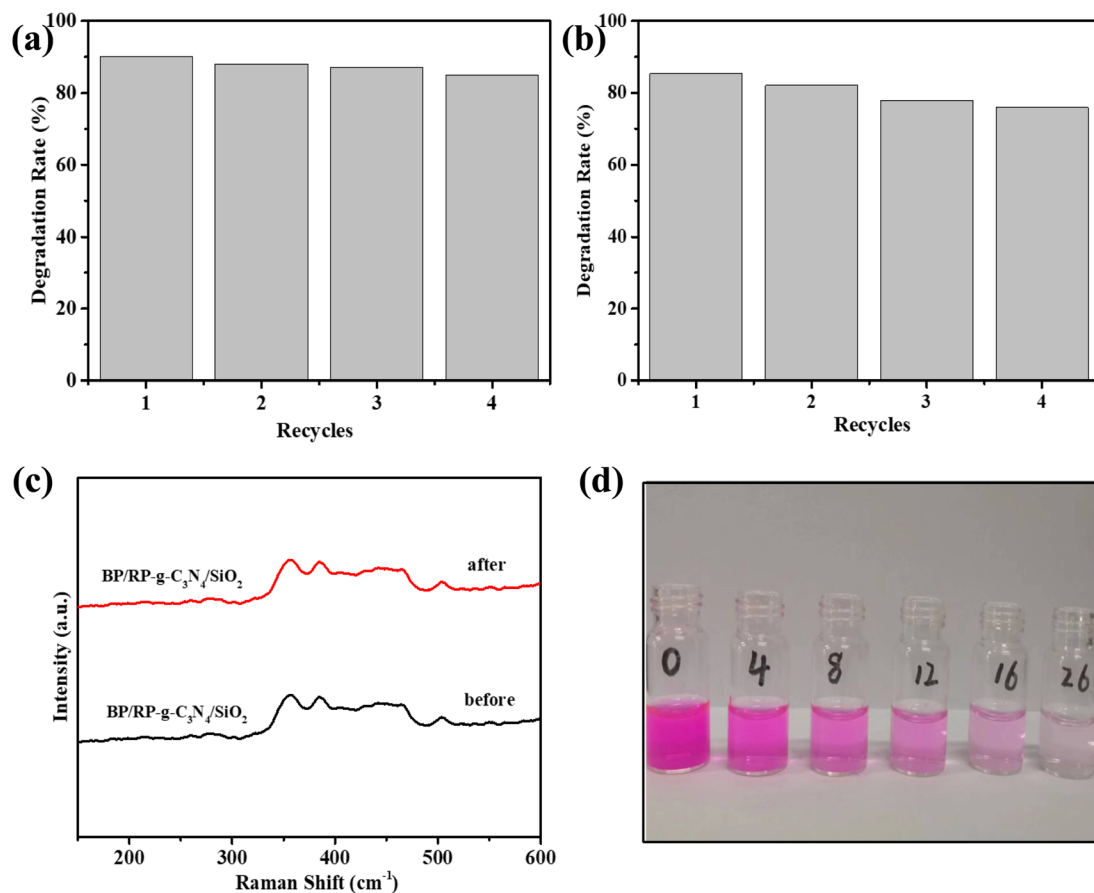 (a)
100
80
60
40
20
0
1 2 3 4
Recycles
Degradation Rate (%)
(b)
100
80
60
40
20
0
1 2 3 4
Recycles
Degradation Rate (%)
(c)
BP/RP-g-C₃N₄/SiO₂ after
BP/RP-g-C₃N₄/SiO₂ before
200 300 400 500 600
Raman Shift (cm⁻¹)
Intensity (a.u.)
(d)
0 4 8 12 16 26